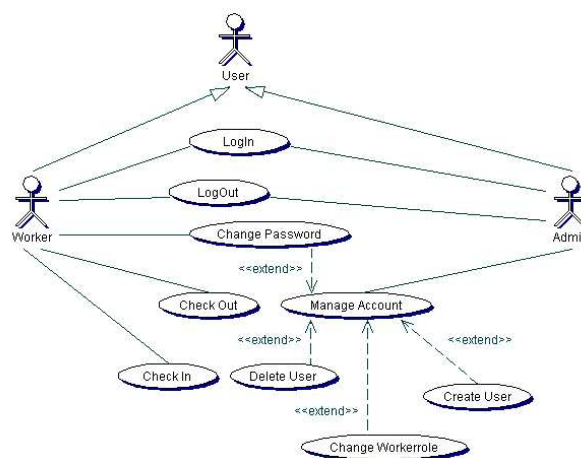 User
LogIn
LogOut
Worker
Change Password
Admi
<<extend>>
Check Out
Manage Account
<<extend>>
<<extend>>
Check In
Delete User
Create User
<<extend>>
Change Workerrole